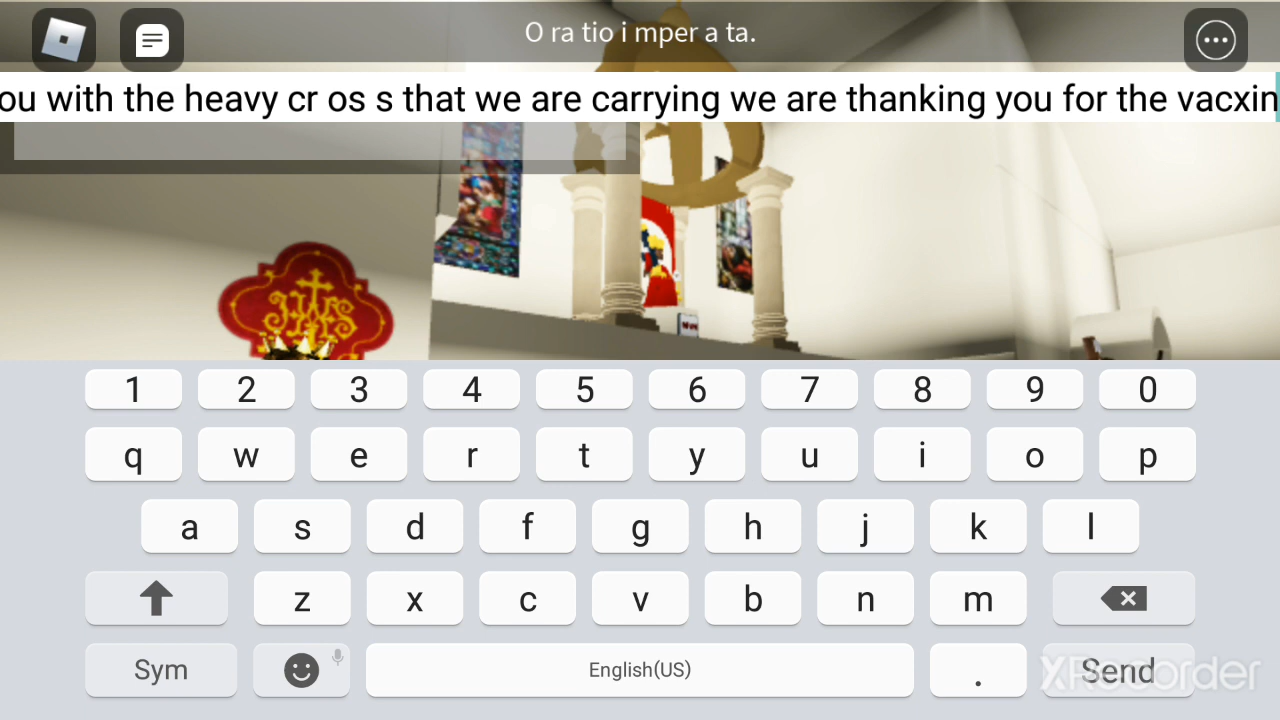 O ra tio i mper a ta.
ou with the heavy cr os s that we are carrying we are thanking you for the vacxin
IHS
1 2 3 4 5 6 7 8 9 0
q w e r t y u i o p
a s d f g h j k l
z x c v b n m
Sym English(US) . Send
XRecorder